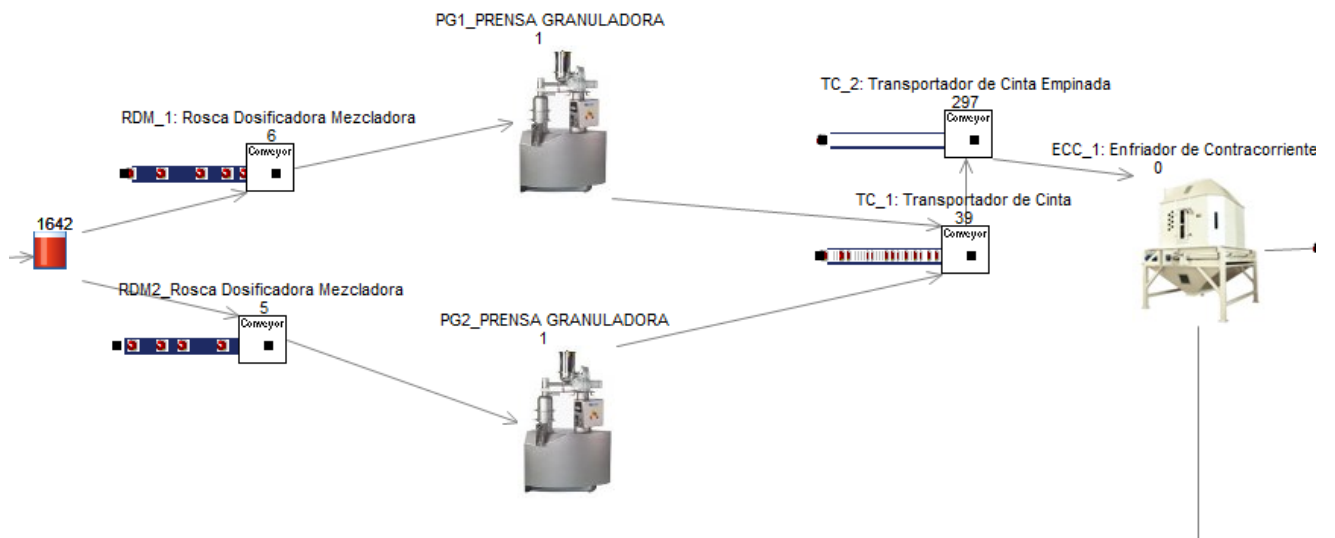 PG1_PRENSA GRANULADORA
1
TC_2: Transportador de Cinta Empinada
297
RDM_1: Rosca Dosificadora Mezcladora
6
Conveyor
Conveyor
ECC_1: Enfriador de Contracorriente
0
TC_1: Transportador de Cinta
39
Conveyor
1642
RDM2_Rosca Dosificadora Mezcladora
5
Conveyor
PG2_PRENSA GRANULADORA
1